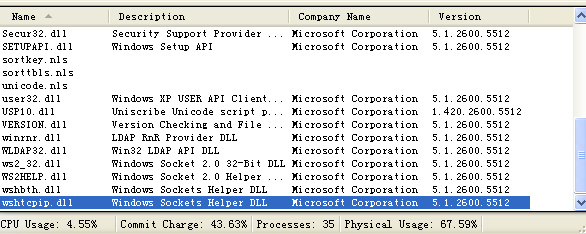 Name Description Company Name Version
Secur32.dll Security Support Provider ... Microsoft Corporation 5.1.2600.5512
SETUPAPI.dll Windows Setup API Microsoft Corporation 5.1.2600.5512
sortkey.nls
sorttbls.nls
unicode.nls
user32.dll Windows XP USER API Client... Microsoft Corporation 5.1.2600.5512
USP10.dll Uniscribe Unicode script p... Microsoft Corporation 1.420.2600.5512
VERSION.dll Version Checking and File ... Microsoft Corporation 5.1.2600.5512
winrnr.dll LDAP RnR Provider DLL Microsoft Corporation 5.1.2600.5512
WLDAP32.dll Win32 LDAP API DLL Microsoft Corporation 5.1.2600.5512
ws2_32.dll Windows Socket 2.0 32-Bit DLL Microsoft Corporation 5.1.2600.5512
WS2HELP.dll Windows Socket 2.0 Helper ... Microsoft Corporation 5.1.2600.5512
wshbth.dll Windows Sockets Helper DLL Microsoft Corporation 5.1.2600.5512
wshtcpip.dll Windows Sockets Helper DLL Microsoft Corporation 5.1.2600.5512
CPU Usage: 4.55% Commit Charge: 43.63% Processes: 35 Physical Usage: 67.59%